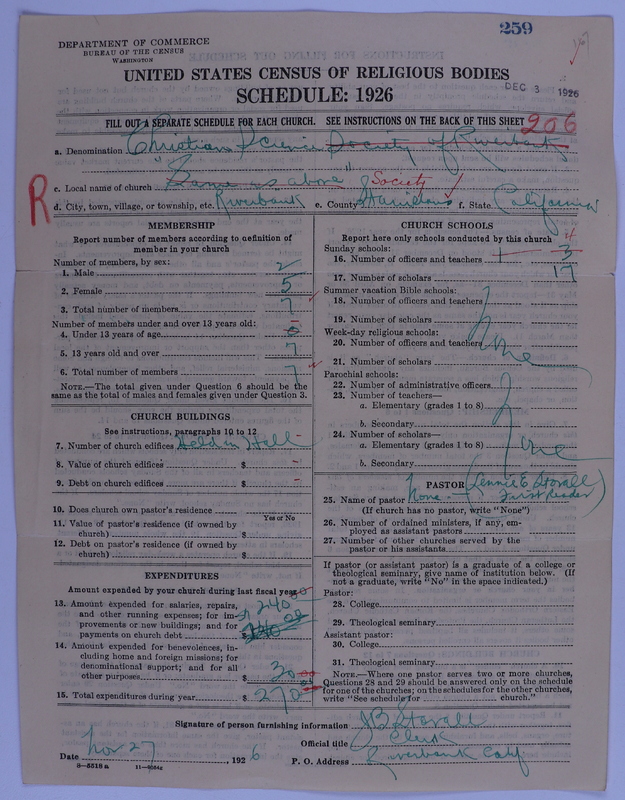 259
DEPARTMENT OF COMMERCE
BUREAU OF THE CENSUS
WASHINGTON
UNITED STATES CENSUS OF RELIGIOUS BODIES
SCHEDULE: 1926
DEC 3 1926
FILL OUT A SEPARATE SCHEDULE FOR EACH CHURCH. SEE INSTRUCTIONS ON THE BACK OF THIS SHEET
206
a. Denomination Christian Science Society of Riverbank
c. Local name of church "Same as above" Society
R
d. City, town, village, or township, etc. Riverbank e. County Stanislaus f. State California
MEMBERSHIP
Report number of members according to definition of
member in your church
Number of members, by sex:
1. Male 2
2. Female 5
3. Total number of members 7
Number of members under and over 13 years old:
4. Under 13 years of age 0
5. 13 years old and over 7
6. Total number of members 7
NOTE.—The total given under Question 6 should be the
same as the total of males and females given under Question 3.
CHURCH BUILDINGS
See instructions, paragraphs 10 to 12
7. Number of church edifices Held in Hall
8. Value of church edifices $ -
9. Debt on church edifices $ -
10. Does church own pastor's residence
Yes or No
11. Value of pastor's residence (if owned by
church) $
12. Debt on pastor's residence (if owned by
church) $
EXPENDITURES
Amount expended by your church during last fiscal year
13. Amount expended for salaries, repairs,
and other running expenses; for im-
provements or new buildings; and for
payments on church debt $ 240 00
14. Amount expended for benevolences, in-
cluding home and foreign missions; for
denominational support; and for all
other purposes $ 30 00
15. Total expenditures during year $ 270
CHURCH SCHOOLS
Report here only schools conducted by this church
Sunday schools:
4
16. Number of officers and teachers 1 3
17. Number of scholars 17
Summer vacation Bible schools:
18. Number of officers and teachers
19. Number of scholars
Week-day religious schools:
20. Number of officers and teachers None
21. Number of scholars
Parochial schools:
22. Number of administrative officers
23. Number of teachers—
a. Elementary (grades 1 to 8)
b. Secondary
24. Number of scholars—
a. Elementary (grades 1 to 8) None
b. Secondary
PASTOR (Lennie E Stovall
25. Name of pastor None - First Reader)
(If church has no pastor, write "None")
26. Number of ordained ministers, if any, em-
ployed as assistant pastors
27. Number of other churches served by the
pastor or his assistants
If pastor (or assistant pastor) is a graduate of a college or
theological seminary, give name of institution below. (If
not a graduate, write "No" in the space indicated.)
Pastor:
28. College
29. Theological seminary
Assistant pastor:
30. College
31. Theological seminary
NOTE.—Where one pastor serves two or more churches,
Questions 28 and 29 should be answered only on the schedule
for one of the churches; on the schedules for the other churches,
write "See schedule for church."
Signature of person furnishing information J B Stovall
Official title Clerk
Date Nov 27, 1926 P. O. Address Riverbank Calif
8—5518 a